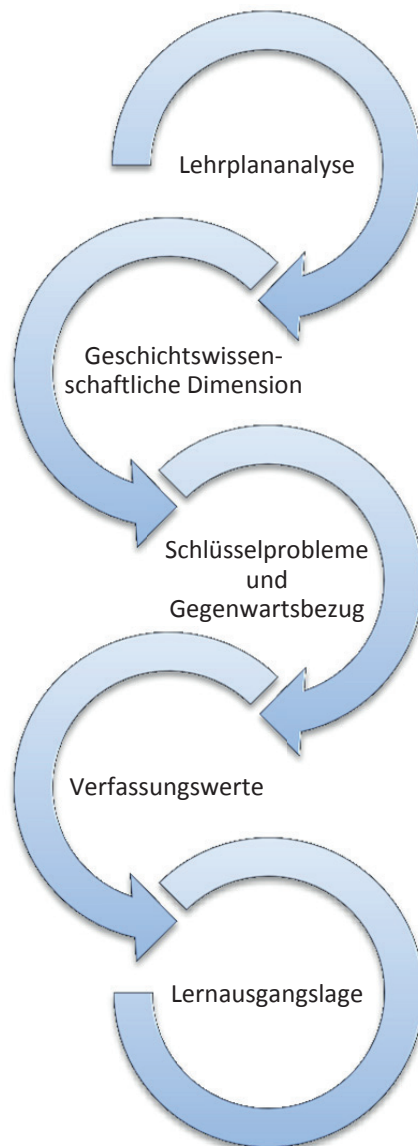 Lehrplananalyse
Geschichtswissen-
schaftliche Dimension
Schlüsselprobleme
und
Gegenwartsbezug
Verfassungswerte
Lernausgangslage